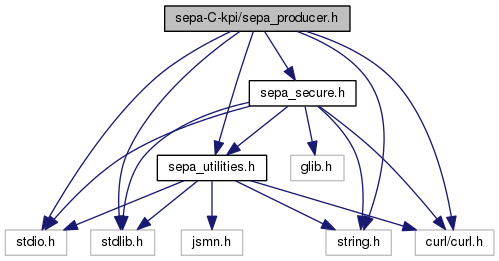 sepa-C-kpi/sepa_producer.h
sepa_secure.h
sepa_utilities.h
glib.h
stdio.h
stdlib.h
jsmn.h
string.h
curl/curl.h